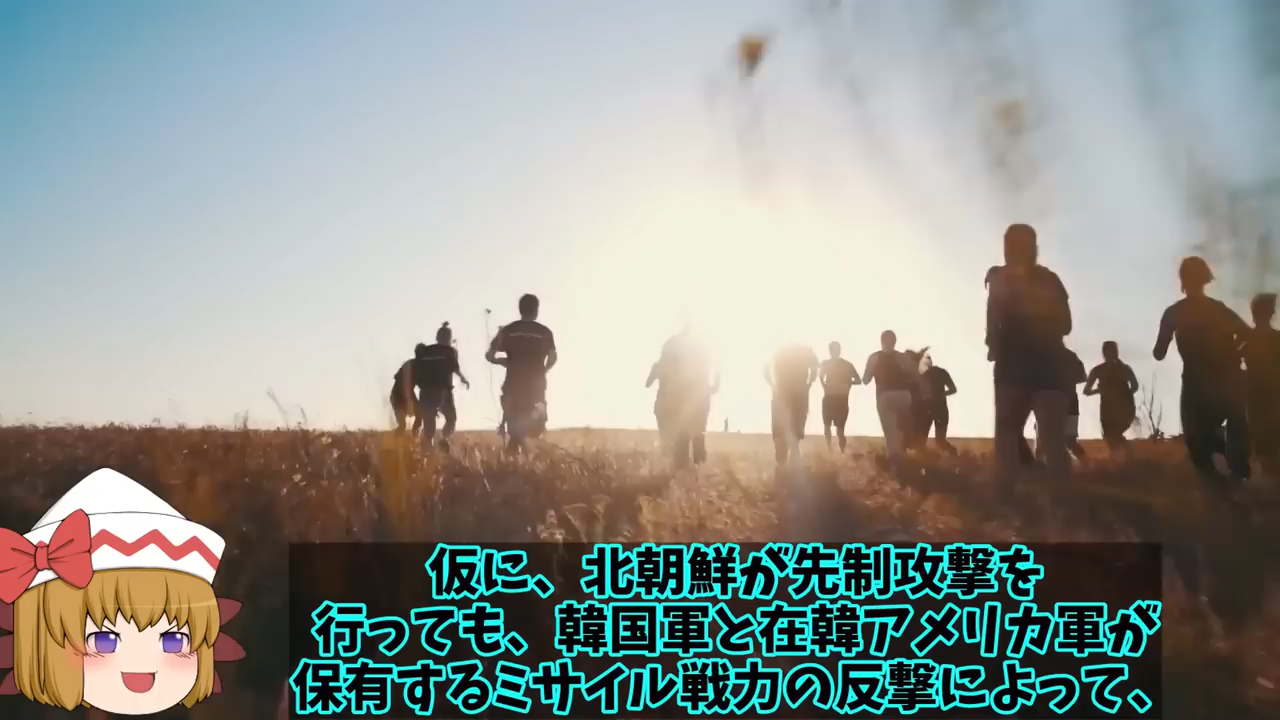 仮に、北朝鮮が先制攻撃を
行っても、韓国軍と在韓アメリカ軍が
保有するミサイル戦力の反撃によって、